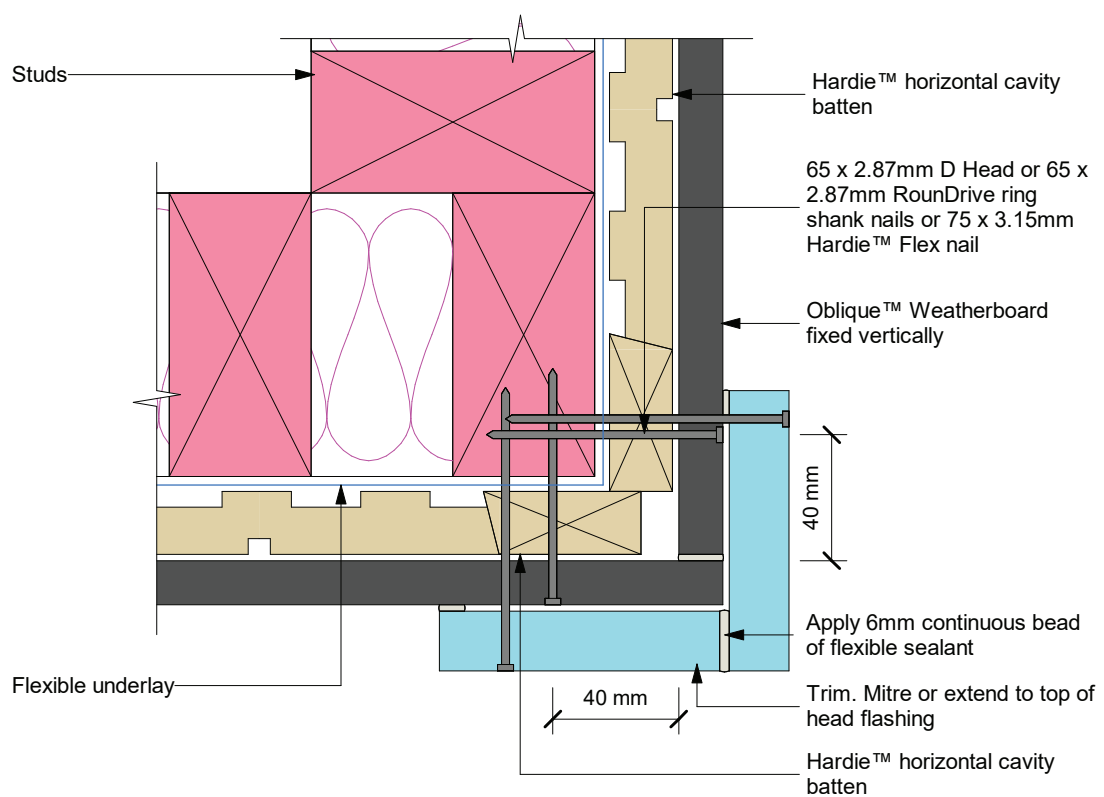 Studs
Hardie™ horizontal cavity
batten
65 x 2.87mm D Head or 65 x
2.87mm RounDrive ring
shank nails or 75 x 3.15mm
Hardie™ Flex nail
Oblique™ Weatherboard
fixed vertically
40 mm
Apply 6mm continuous bead
of flexible sealant
Flexible underlay
Trim. Mitre or extend to top of
head flashing
40 mm
Hardie™ horizontal cavity
batten